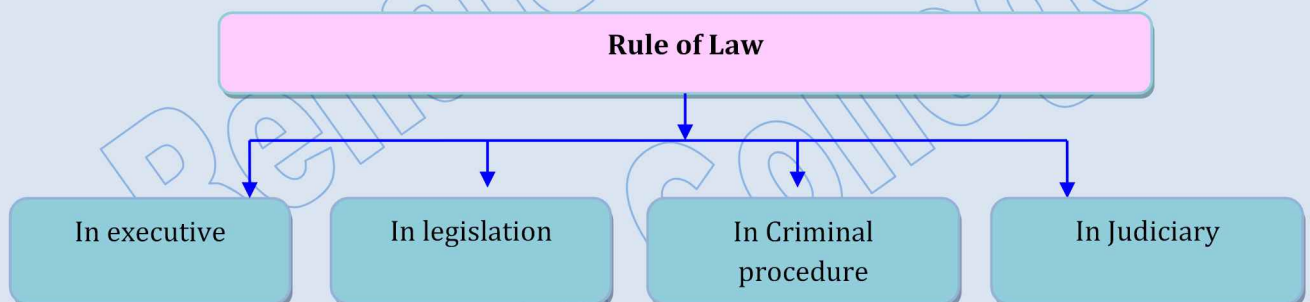 Rule of Law
In executive
In legislation
In Criminal
procedure
In Judiciary